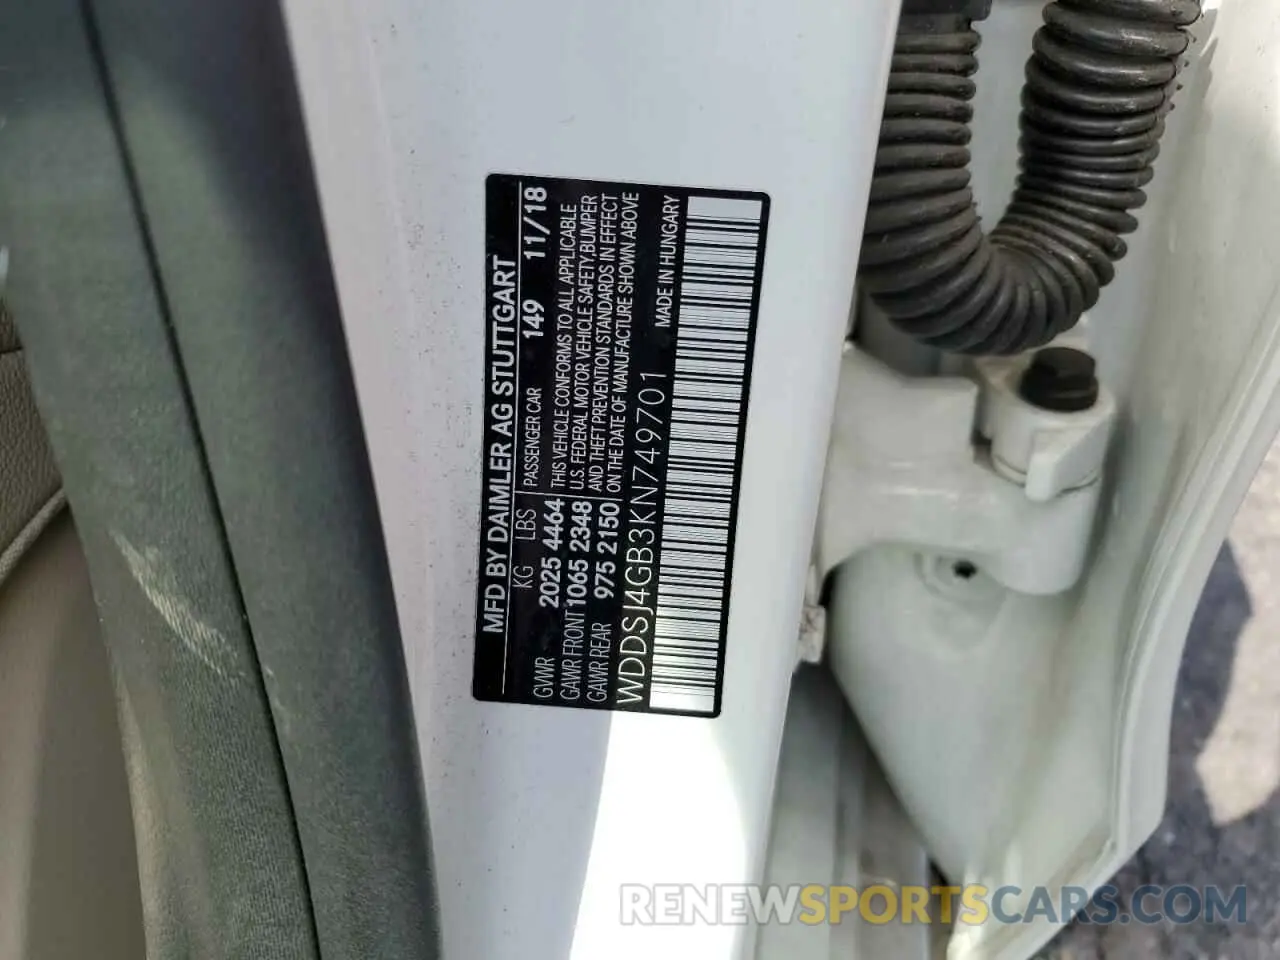 MFD BY DAIMLER AG STUTTGART
KG LBS PASSENGER CAR 149 11/18
GVWR 2025 4464 THIS VEHICLE CONFORMS TO ALL APPLICABLE
GAWR FRONT 1065 2348 U.S. FEDERAL MOTOR VEHICLE SAFETY,BUMPER
GAWR REAR 975 2150 AND THEFT PREVENTION STANDARDS IN EFFECT
ON THE DATE OF MANUFACTURE SHOWN ABOVE
WDDSJ4GB3KN749701 MADE IN HUNGARY
RENEWSPORTSCARS.COM